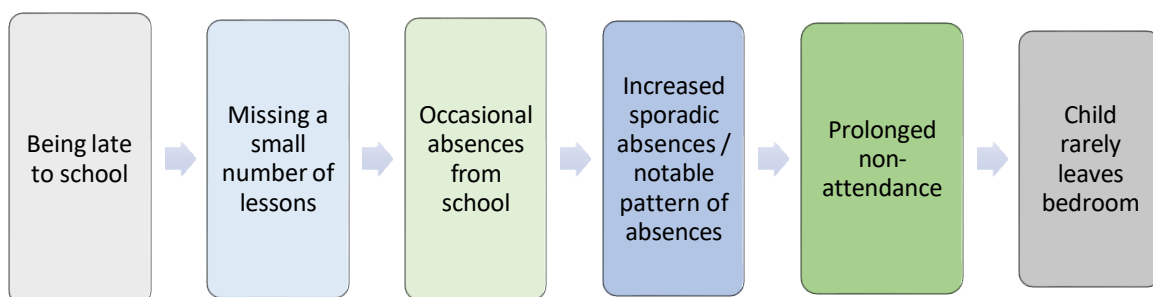 Being late
to school
Missing a
small
number of
lessons
Occasional
absences
from
school
Increased
sporadic
absences /
notable
pattern of
absences
Prolonged
non-
attendance
Child
rarely
leaves
bedroom